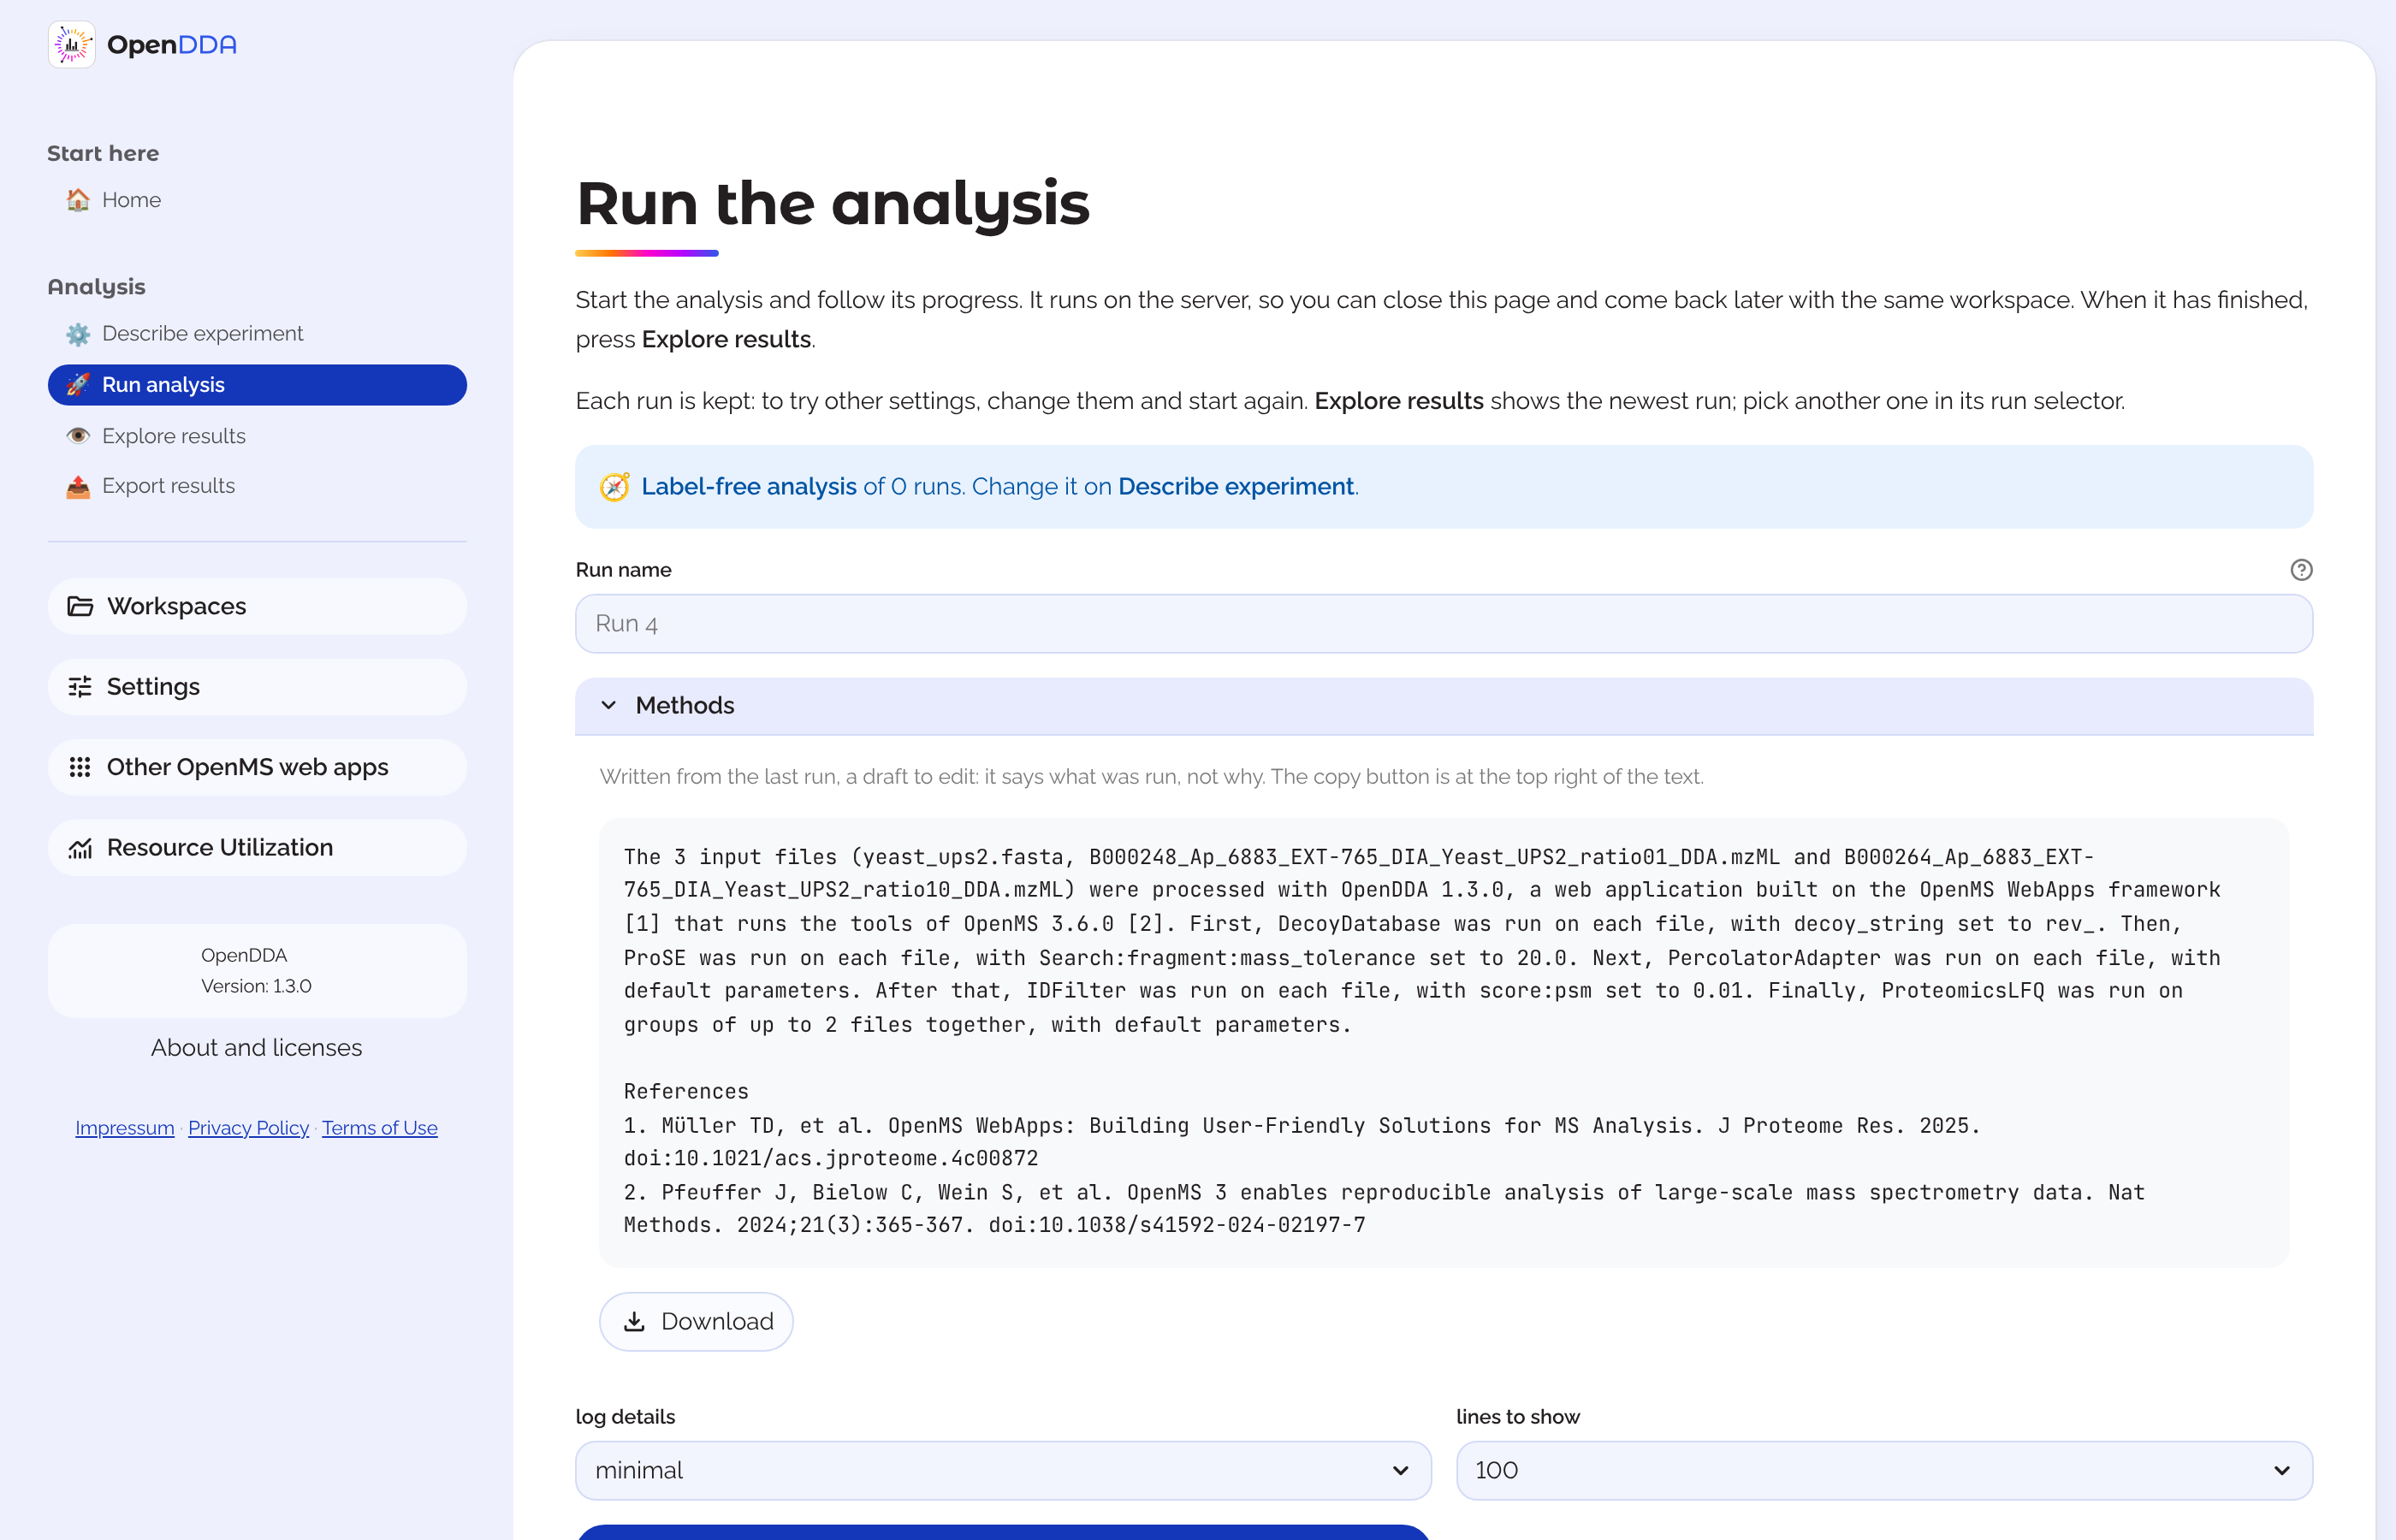 OpenDDA
Start here
Home
Analysis
Describe experiment
Run analysis
Explore results
Export results
Workspaces
Settings
Other OpenMS web apps
Resource Utilization
OpenDDA
Version: 1.3.0
About and licenses
Impressum · Privacy Policy · Terms of Use
Run the analysis
Start the analysis and follow its progress. It runs on the server, so you can close this page and come back later with the same workspace. When it has finished,
press Explore results.
Each run is kept: to try other settings, change them and start again. Explore results shows the newest run; pick another one in its run selector.
Label-free analysis of 0 runs. Change it on Describe experiment.
Run name
Run 4
Methods
Written from the last run, a draft to edit: it says what was run, not why. The copy button is at the top right of the text.
The 3 input files (yeast_ups2.fasta, B000248_Ap_6883_EXT-765_DIA_Yeast_UPS2_ratio01_DDA.mzML and B000264_Ap_6883_EXT-
765_DIA_Yeast_UPS2_ratio10_DDA.mzML) were processed with OpenDDA 1.3.0, a web application built on the OpenMS WebApps framework
[1] that runs the tools of OpenMS 3.6.0 [2]. First, DecoyDatabase was run on each file, with decoy_string set to rev_. Then,
ProSE was run on each file, with Search:fragment:mass_tolerance set to 20.0. Next, PercolatorAdapter was run on each file, with
default parameters. After that, IDFilter was run on each file, with score:psm set to 0.01. Finally, ProteomicsLFQ was run on
groups of up to 2 files together, with default parameters.
References
1. Müller TD, et al. OpenMS WebApps: Building User-Friendly Solutions for MS Analysis. J Proteome Res. 2025.
doi:10.1021/acs.jproteome.4c00872
2. Pfeuffer J, Bielow C, Wein S, et al. OpenMS 3 enables reproducible analysis of large-scale mass spectrometry data. Nat
Methods. 2024;21(3):365-367. doi:10.1038/s41592-024-02197-7
Download
log details
lines to show
minimal
100